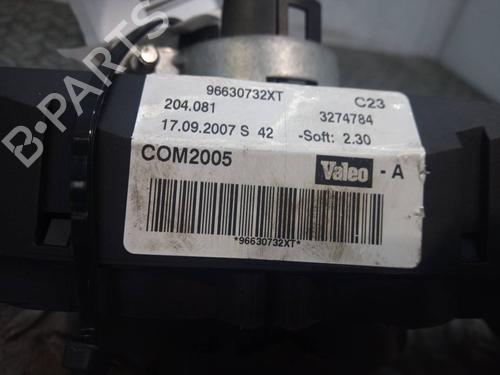 96630732XT C23
204.081 3274784
17.09.2007 S 42 -Soft: 2.30
COM2005 Valeo - A
*96630732XT*
B-PARTS